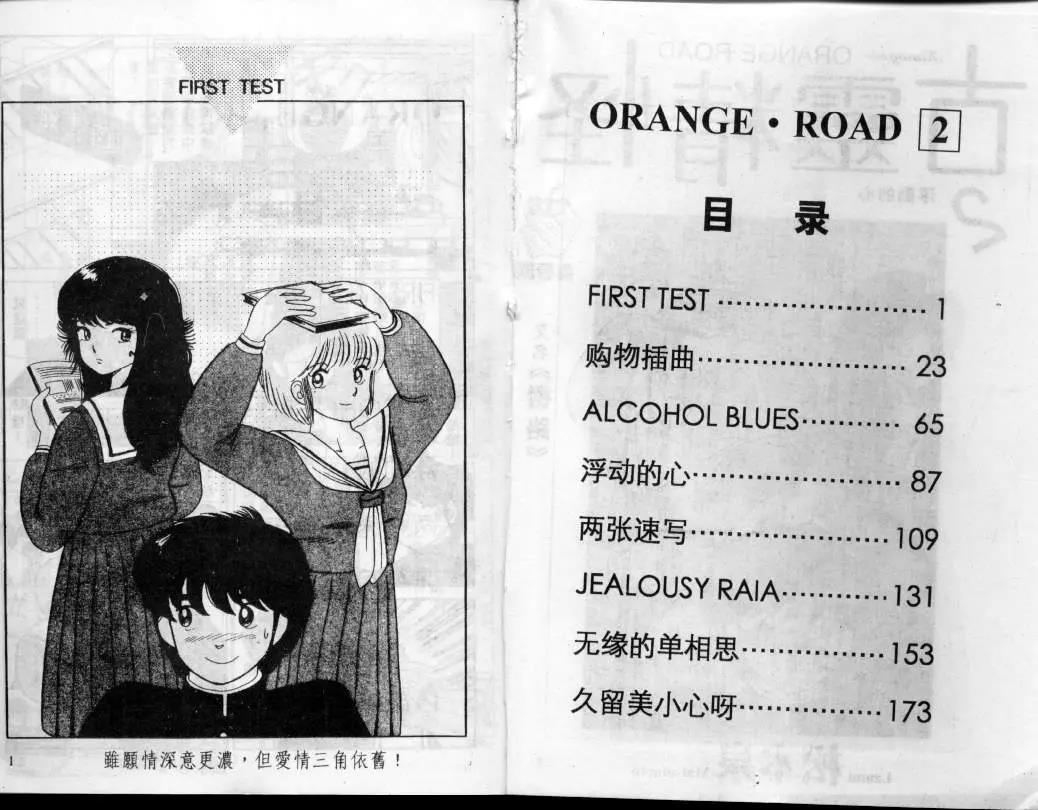 FIRST TEST
雖願情深意更濃，但愛情三角依舊！
1
ORANGE・ROAD 2
目录
FIRST TEST ························ 1
购物插曲························ 23
ALCOHOL BLUES··········· 65
浮动的心························ 87
两张速写······················109
JEALOUSY RAIA············131
无缘的单相思················153
久留美小心呀················173